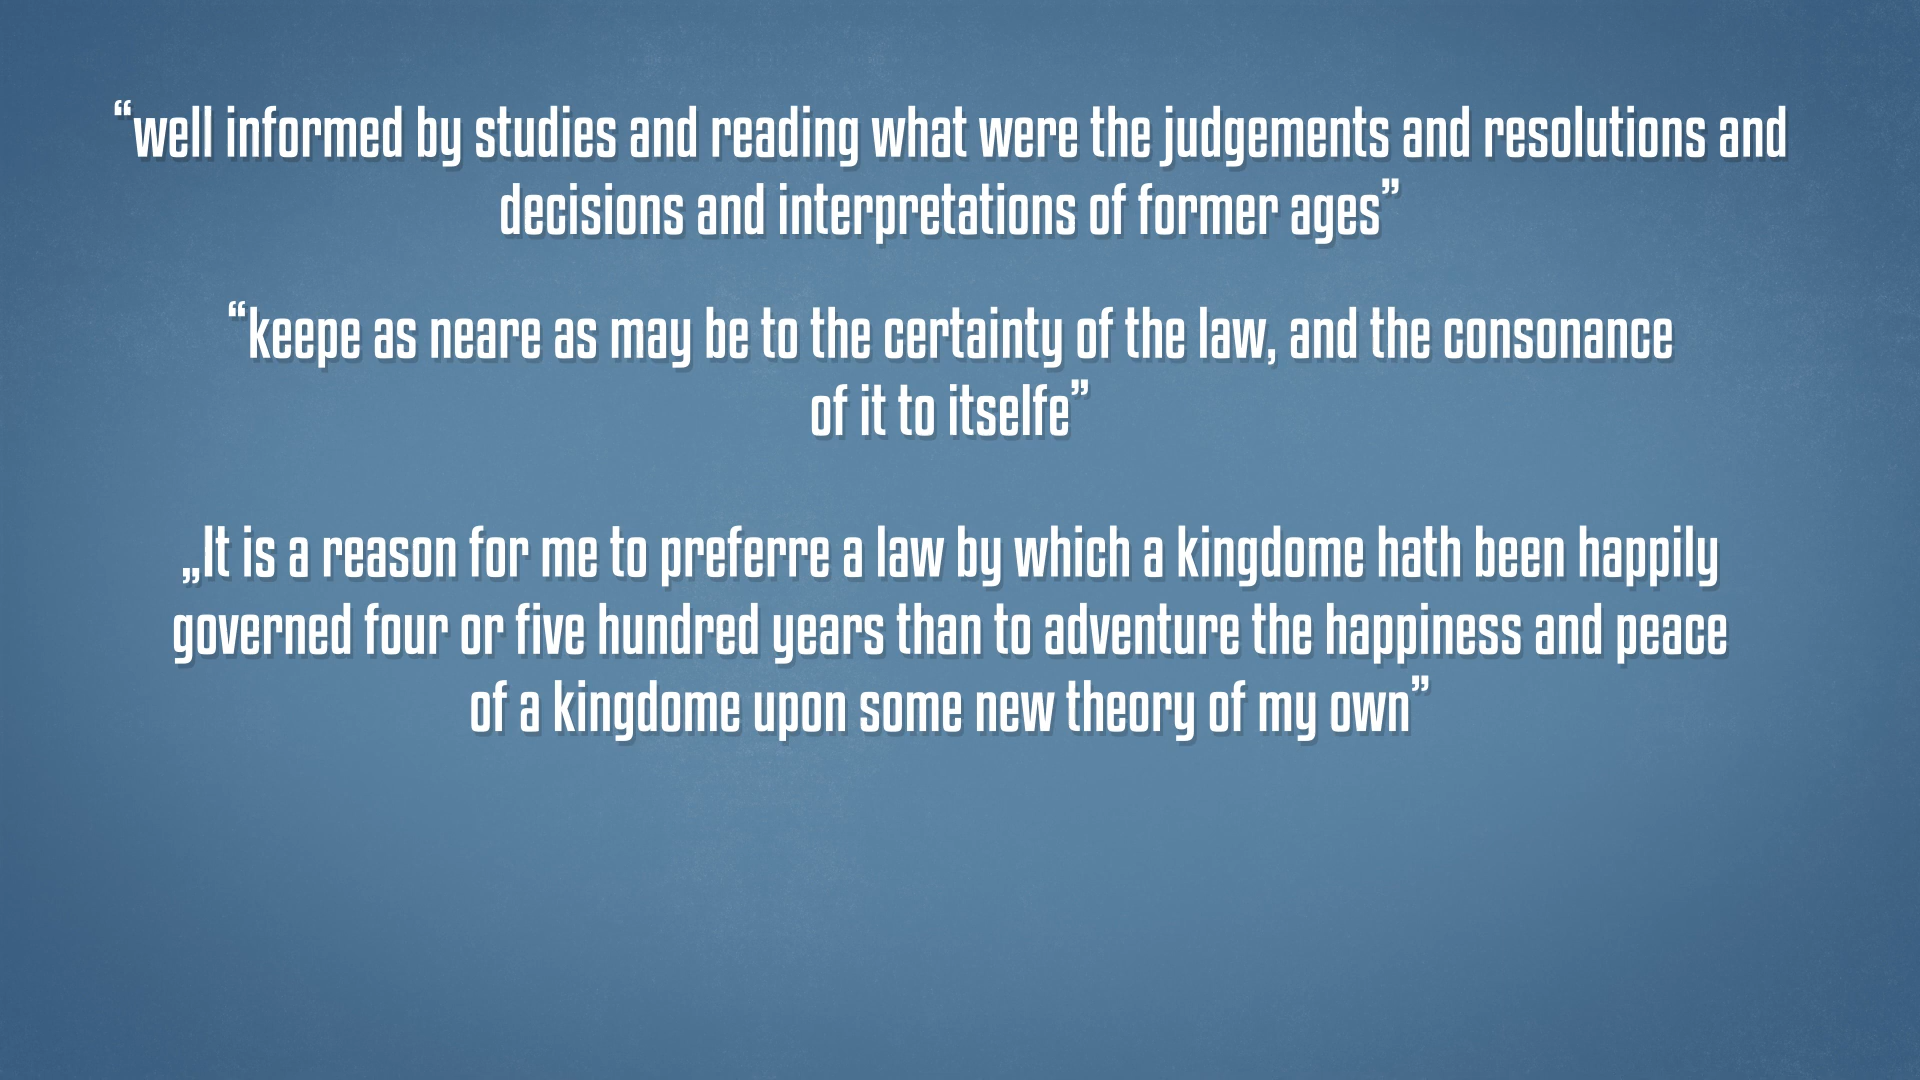 “well informed by studies and reading what were the judgements and resolutions and
decisions and interpretations of former ages”
“keepe as neare as may be to the certainty of the law, and the consonance
of it to itselfe”
„It is a reason for me to preferre a law by which a kingdome hath been happily
governed four or five hundred years than to adventure the happiness and peace
of a kingdome upon some new theory of my own”